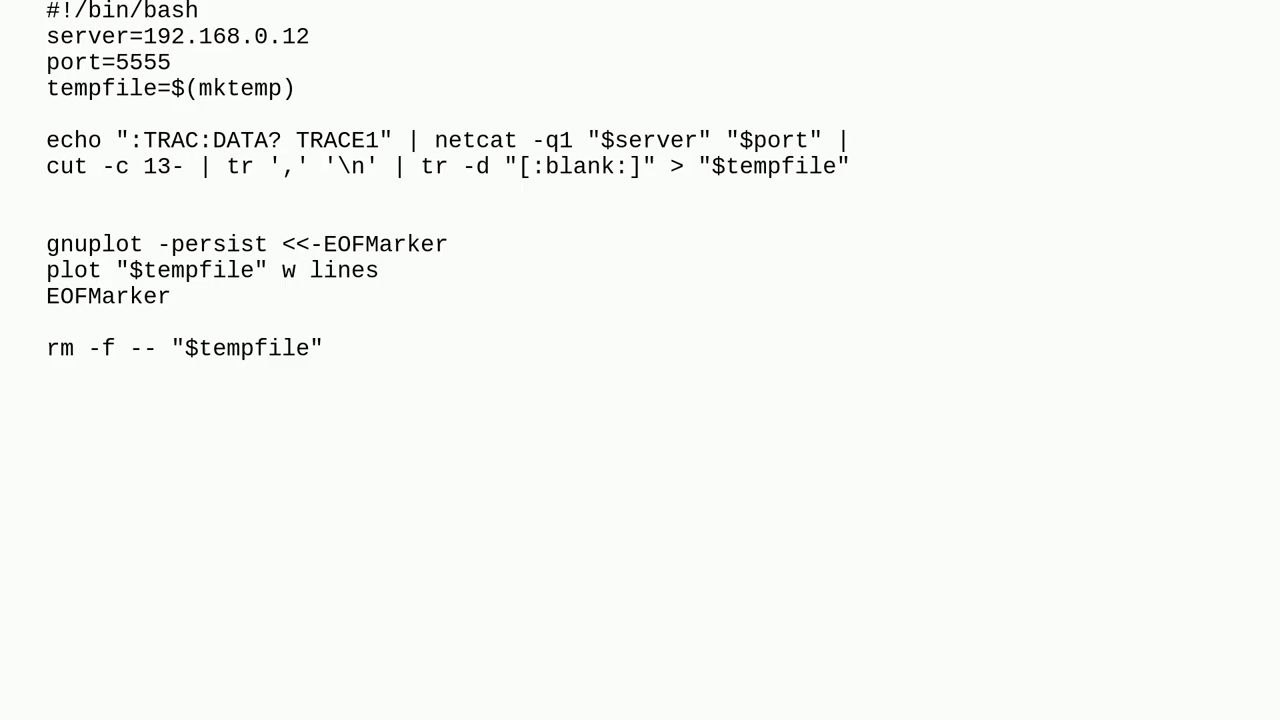 #!/bin/bash
server=192.168.0.12
port=5555
tempfile=$(mktemp)
echo ":TRAC:DATA? TRACE1" | netcat -q1 "$server" "$port" |
cut -c 13- | tr ',' '\n' | tr -d "[:blank:]" > "$tempfile"
gnuplot -persist <<-EOFMarker
plot "$tempfile" w lines
EOFMarker
rm -f -- "$tempfile"